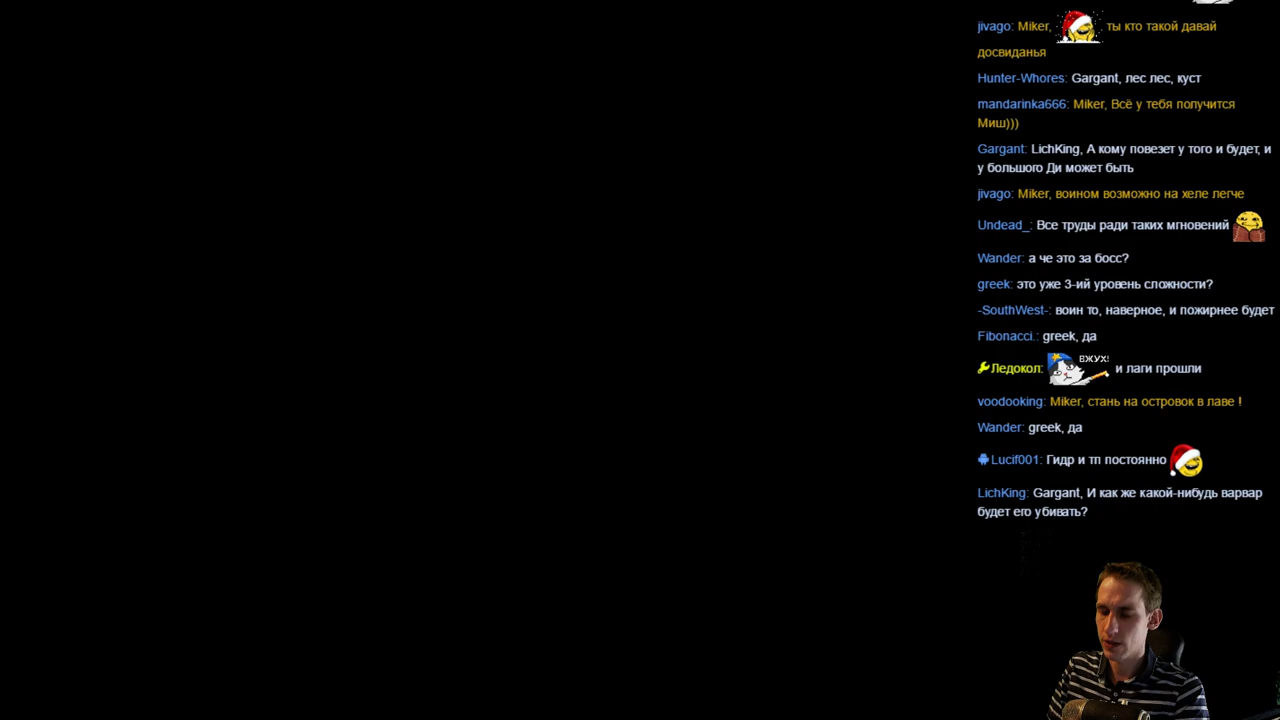 jivago: Miker, ты кто такой давай
досвиданья
Hunter-Whores: Gargant, лес лес, куст
mandarinka666: Miker, Всё у тебя получится
Миш)))
Gargant: LichKing, А кому повезет у того и будет, и
у большого Ди может быть
jivago: Miker, воином возможно на хеле легче
Undead_: Все труды ради таких мгновений
Wander: а че это за босс?
greek: это уже 3-ий уровень сложности?
-SouthWest-: воин то, наверное, и пожирнее будет
Fibonacci.: greek, да
Ледокол: ВЖУХ! и лаги прошли
voodooking: Miker, стань на островок в лаве !
Wander: greek, да
Lucif001: Гидр и тп постоянно
LichKing: Gargant, И как же какой-нибудь варвар
будет его убивать?